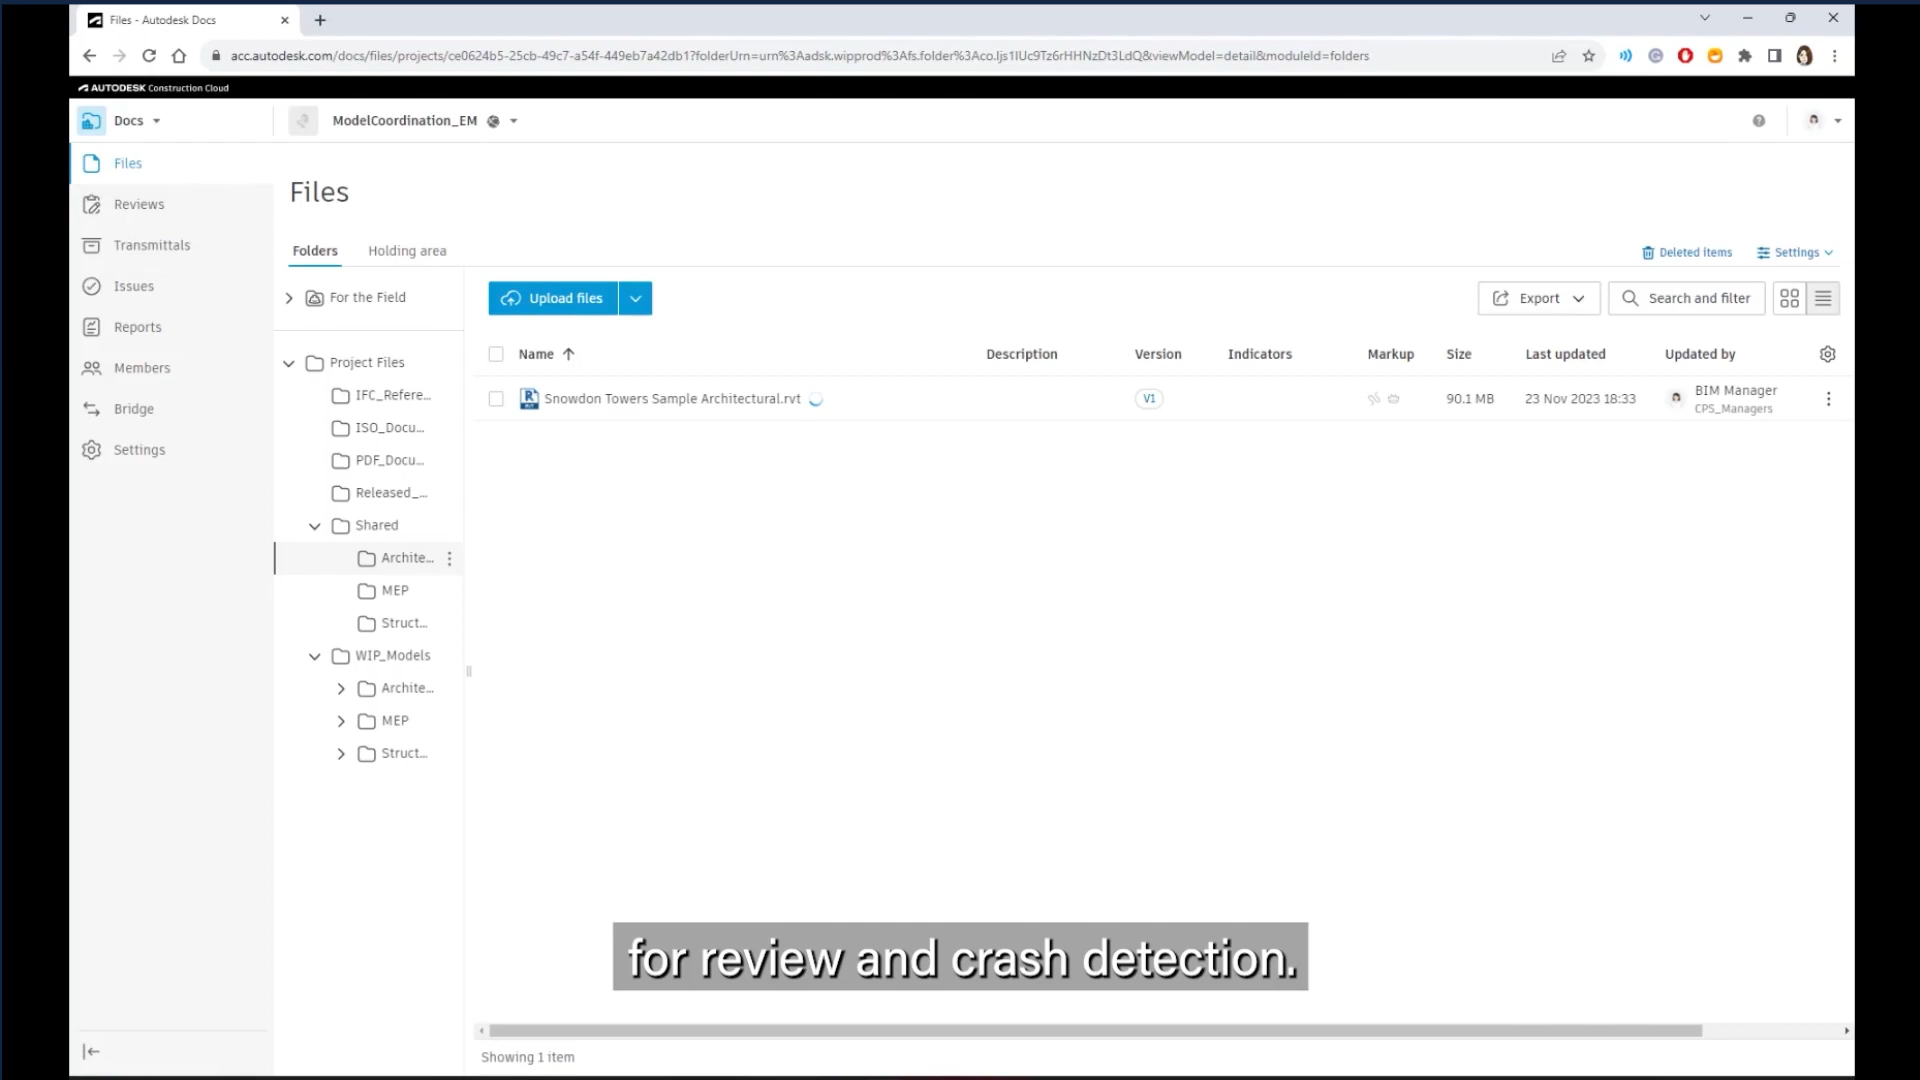 Files - Autodesk Docs
acc.autodesk.com/docs/files/projects/ce0624b5-25cb-49c7-a54f-449eb7a42db1?folderUrn=urn%3Aadsk.wipprod%3Afs.folder%3Aco.ljs1lUc9Tz6rHHNzDt3LdQ&viewModel=detail&moduleId=folders
AUTODESK Construction Cloud
Docs
ModelCoordination_EM
Files
Reviews
Transmittals
Issues
Reports
Members
Bridge
Settings
Files
Folders
Holding area
Deleted items
Settings
For the Field
Project Files
IFC_Refere...
ISO_Docu...
PDF_Docu...
Released_...
Shared
Archite...
MEP
Struct...
WIP_Models
Archite...
MEP
Struct...
Upload files
Export
Search and filter
Name Description Version Indicators Markup Size Last updated Updated by
Snowdon Towers Sample Architectural.rvt V1 90.1 MB 23 Nov 2023 18:33 BIM Manager
CPS_Managers
for review and crash detection.
Showing 1 item